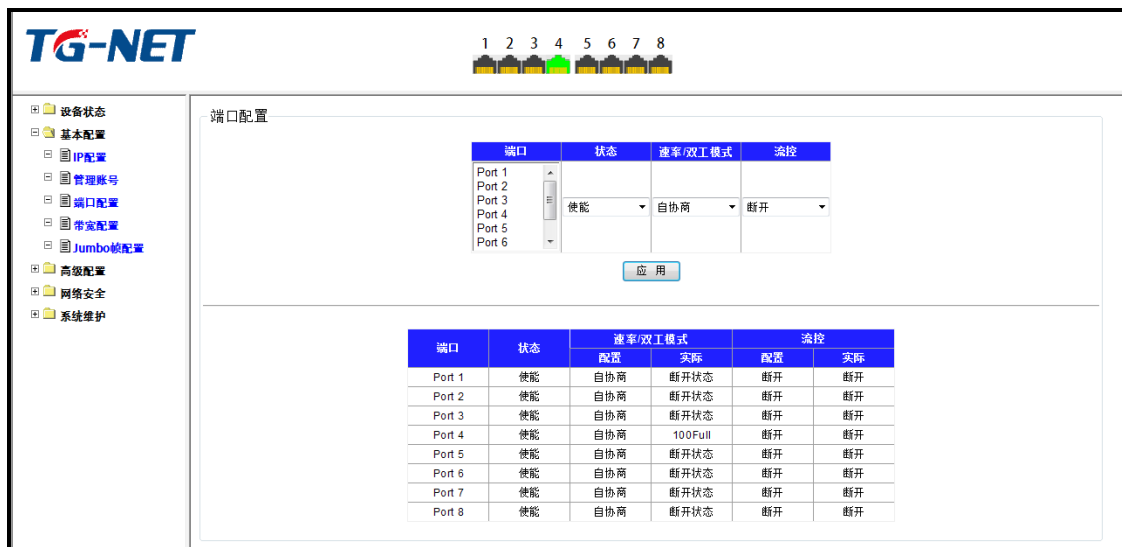 TG-NET
1 2 3 4 5 6 7 8
设备状态
基本配置
IP配置
管理账号
端口配置
带宽配置
Jumbo帧配置
高级配置
网络安全
系统维护
端口配置
端口 状态 速率/双工模式 流控
Port 1
Port 2
Port 3
Port 4
Port 5
Port 6
使能 自协商 断开
应 用
端口 状态 速率/双工模式 流控
配置 实际 配置 实际
Port 1 使能 自协商 断开状态 断开 断开
Port 2 使能 自协商 断开状态 断开 断开
Port 3 使能 自协商 断开状态 断开 断开
Port 4 使能 自协商 100Full 断开 断开
Port 5 使能 自协商 断开状态 断开 断开
Port 6 使能 自协商 断开状态 断开 断开
Port 7 使能 自协商 断开状态 断开 断开
Port 8 使能 自协商 断开状态 断开 断开